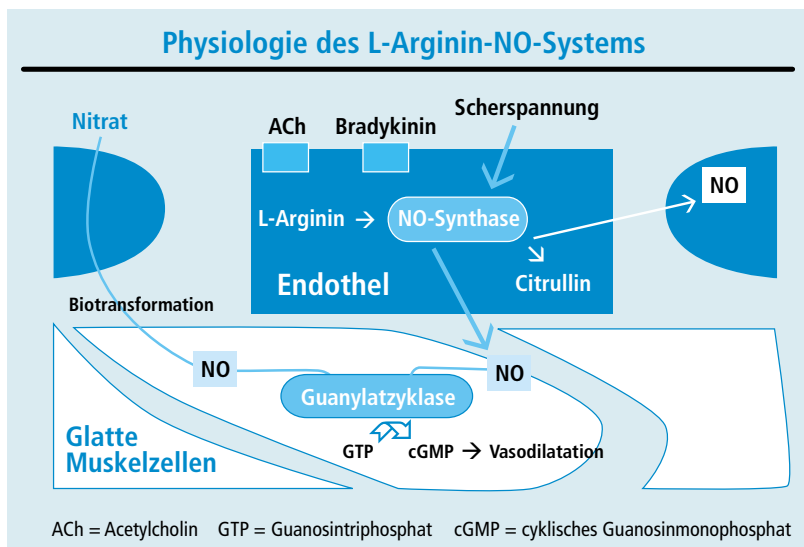 Physiologie des L-Arginin-NO-Systems
Nitrat
ACh
Bradykinin
Scherspannung
NO
L-Arginin → NO-Synthase
Endothel
Citrullin
Biotransformation
NO
NO
Guanylatzyklase
Glatte
Muskelzellen
GTP cGMP → Vasodilatation
ACh = Acetylcholin GTP = Guanosintriphosphat cGMP = cyklisches Guanosinmonophosphat